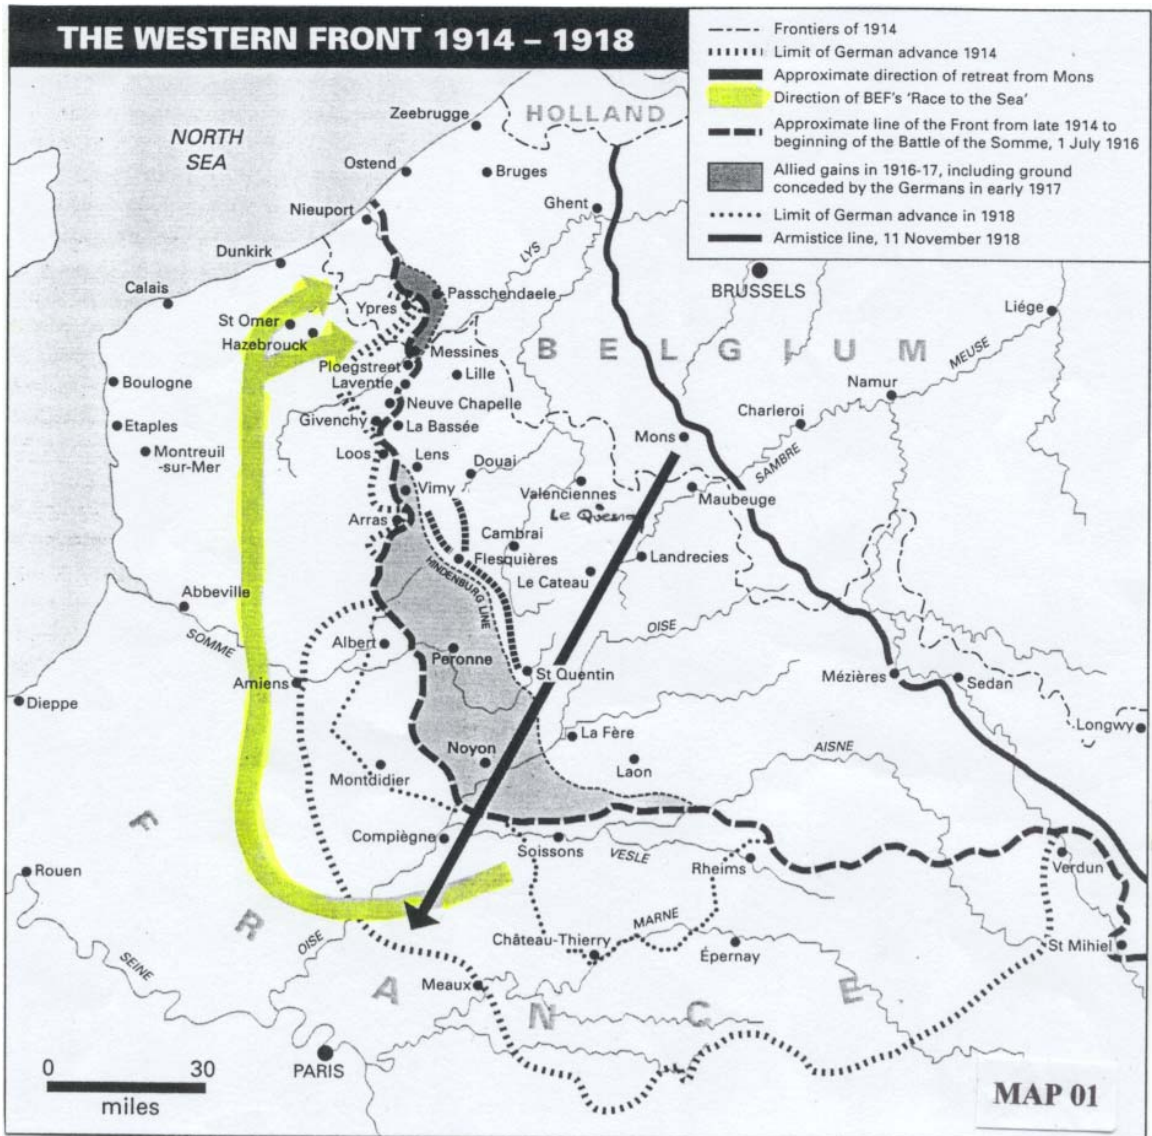 THE WESTERN FRONT 1914 – 1918
Frontiers of 1914
Limit of German advance 1914
Approximate direction of retreat from Mons
Direction of BEF's 'Race to the Sea'
Approximate line of the Front from late 1914 to
beginning of the Battle of the Somme, 1 July 1916
Allied gains in 1916-17, including ground
conceded by the Germans in early 1917
Limit of German advance in 1918
Armistice line, 11 November 1918
HOLLAND
Zeebrugge
NORTH
SEA
Ostend
Bruges
Nieuport
Ghent
Dunkirk
LYS
BRUSSELS
Calais
Ypres
Passchendaele
Liége
St Omer
Hazebrouck
BELGIUM
MEUSE
Messines
Ploegstreet
Lille
Laventie
Boulogne
Namur
Neuve Chapelle
Charleroi
Givenchy
La Bassée
Etaples
Mons
Montreuil
-sur-Mer
Loos
Lens
Douai
SAMBRE
Vimy
Valenciennes
Maubeuge
Le
Arras
Cambrai
Flesquières
Landrecies
Le Cateau
HINDENBURG LINE
Abbeville
SOMME
OISE
Albert
Peronne
Amiens
St Quentin
Mézières
Sedan
Dieppe
Longwy
La Fère
AISNE
Noyon
Laon
Montdidier
Compiègne
Soissons
VESLE
Rheims
Verdun
Rouen
FRANCE
OISE
MARNE
Château-Thierry
Épernay
St Mihiel
SEINE
Meaux
PARIS
0 30
miles
MAP 01